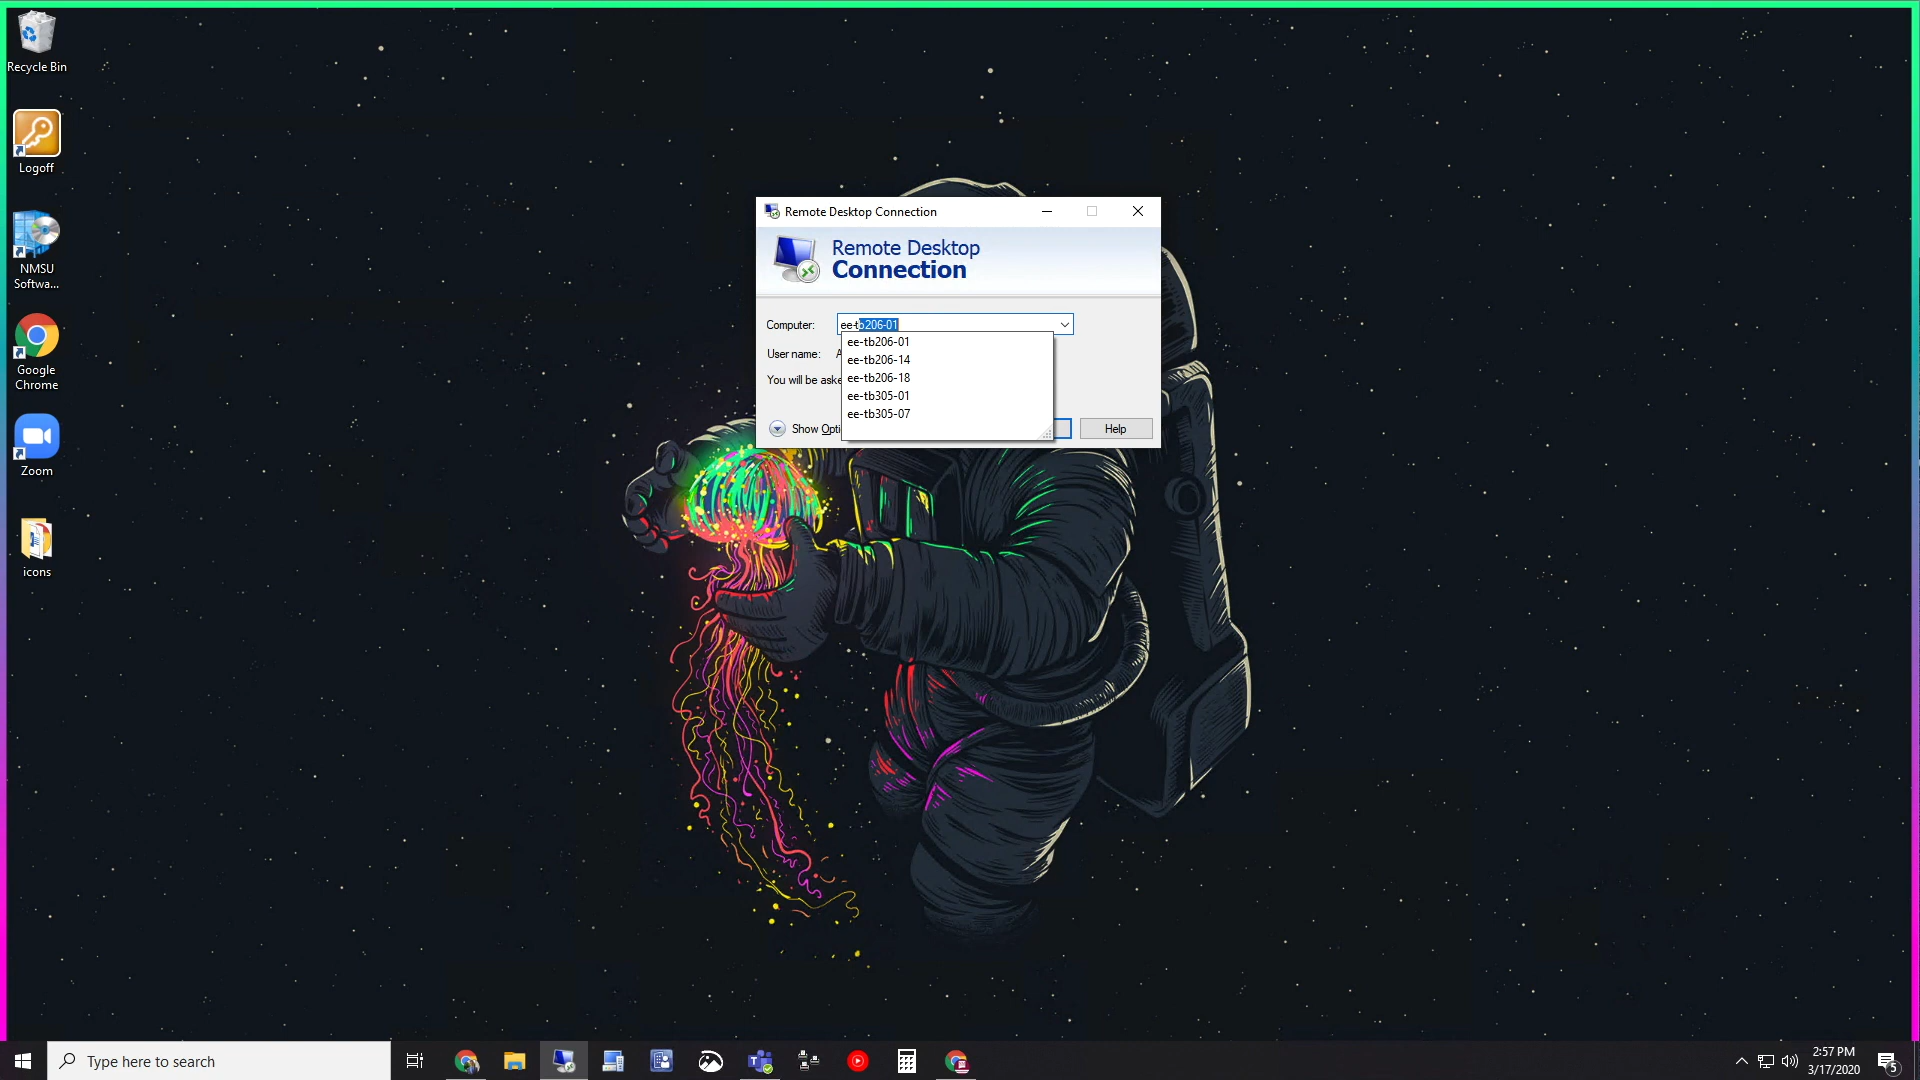 Recycle Bin
Logoff
NMSU
Softwa...
Google
Chrome
Zoom
icons
Remote Desktop Connection
Remote Desktop
Connection
Computer:
ee-tb206-01
ee-tb206-01
ee-tb206-14
ee-tb206-18
ee-tb305-01
ee-tb305-07
User name:
You will be aske
Show Opti
Help
Type here to search
2:57 PM
3/17/2020
5